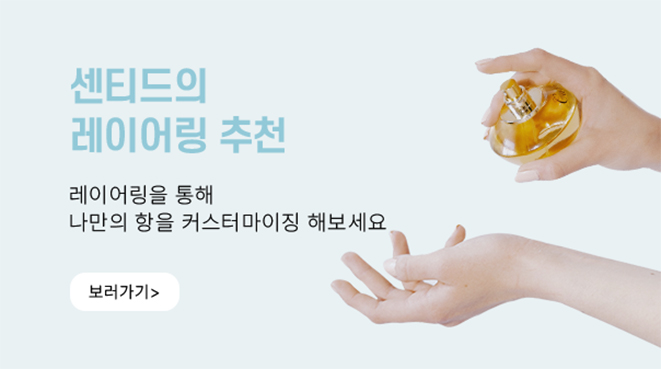 센티드의
레이어링 추천
레이어링을 통해
나만의 향을 커스터마이징 해보세요
보러가기>